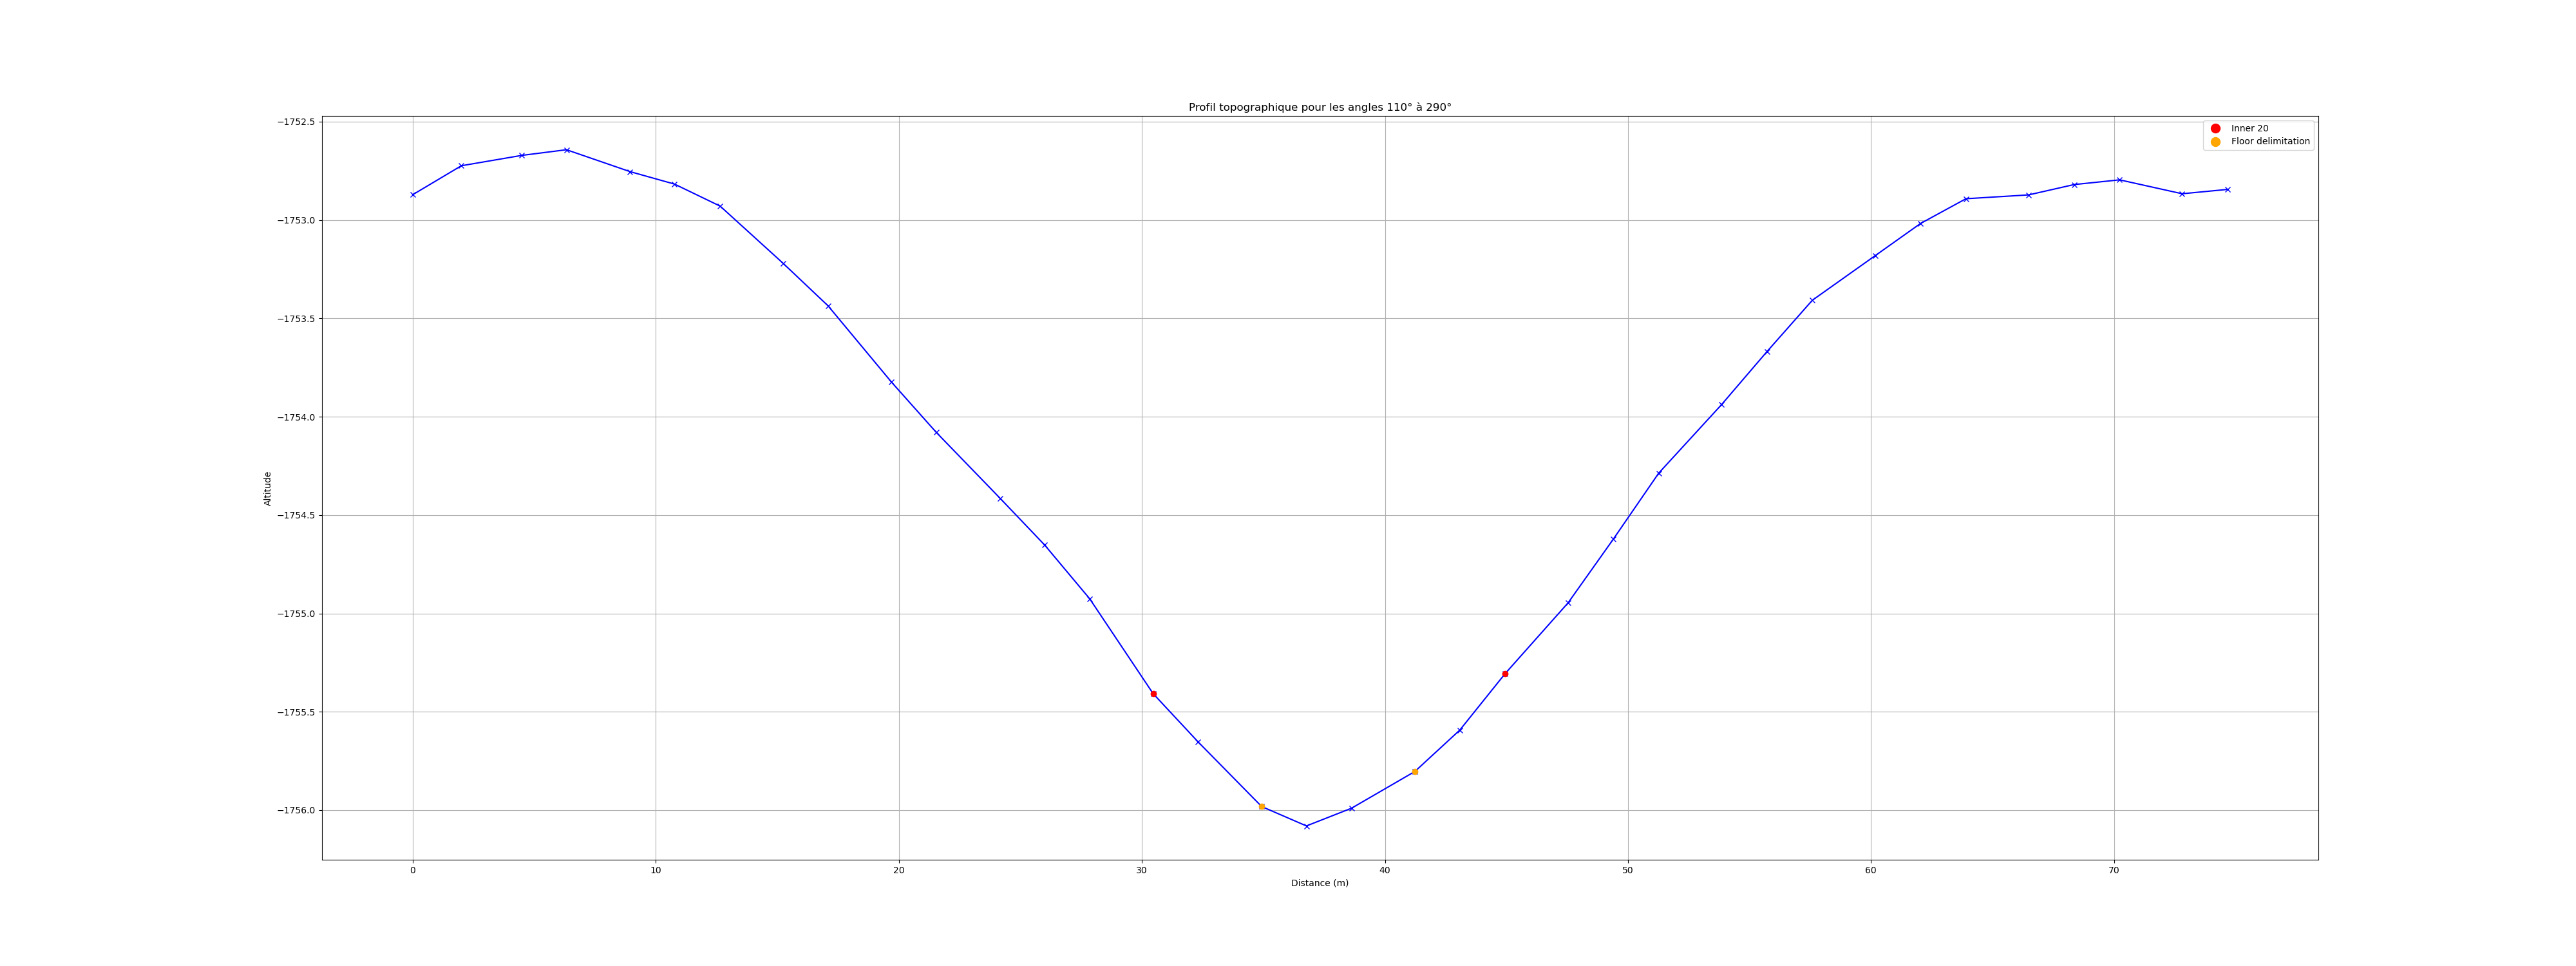 Profil topographique pour les angles 110° à 290°
Inner 20
Floor delimitation
Altitude
−1752.5
−1753.0
−1753.5
−1754.0
−1754.5
−1755.0
−1755.5
−1756.0
0 10 20 30 40 50 60 70
Distance (m)